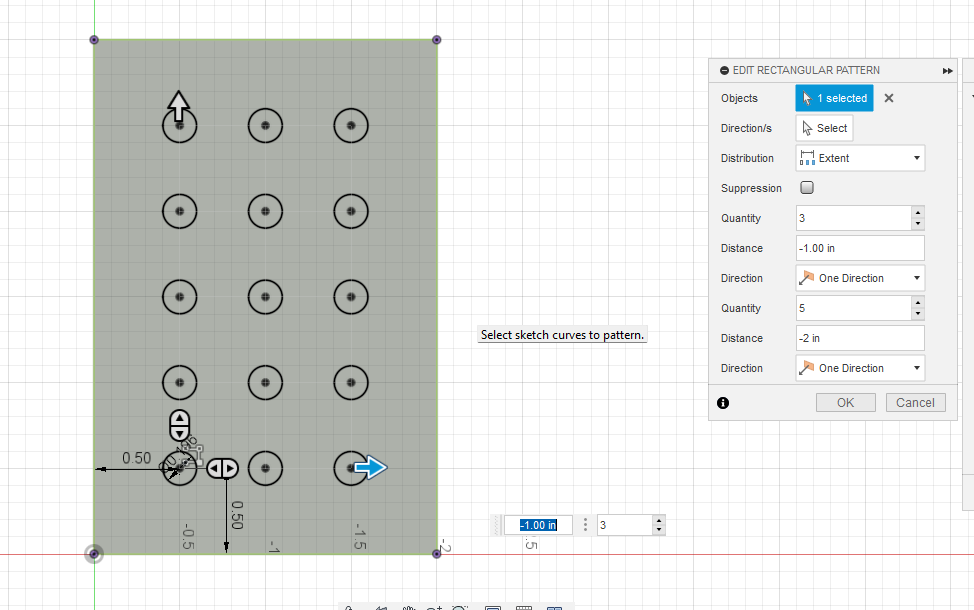 EDIT RECTANGULAR PATTERN
Objects 1 selected
Direction/s Select
Distribution Extent
Suppression
Quantity 3
Distance -1.00 in
Direction One Direction
Quantity 5
Distance -2 in
Direction One Direction
OK Cancel
Select sketch curves to pattern.
0.50
0.50
-0.5
-1
-1.5
-2
-1.00 in 3